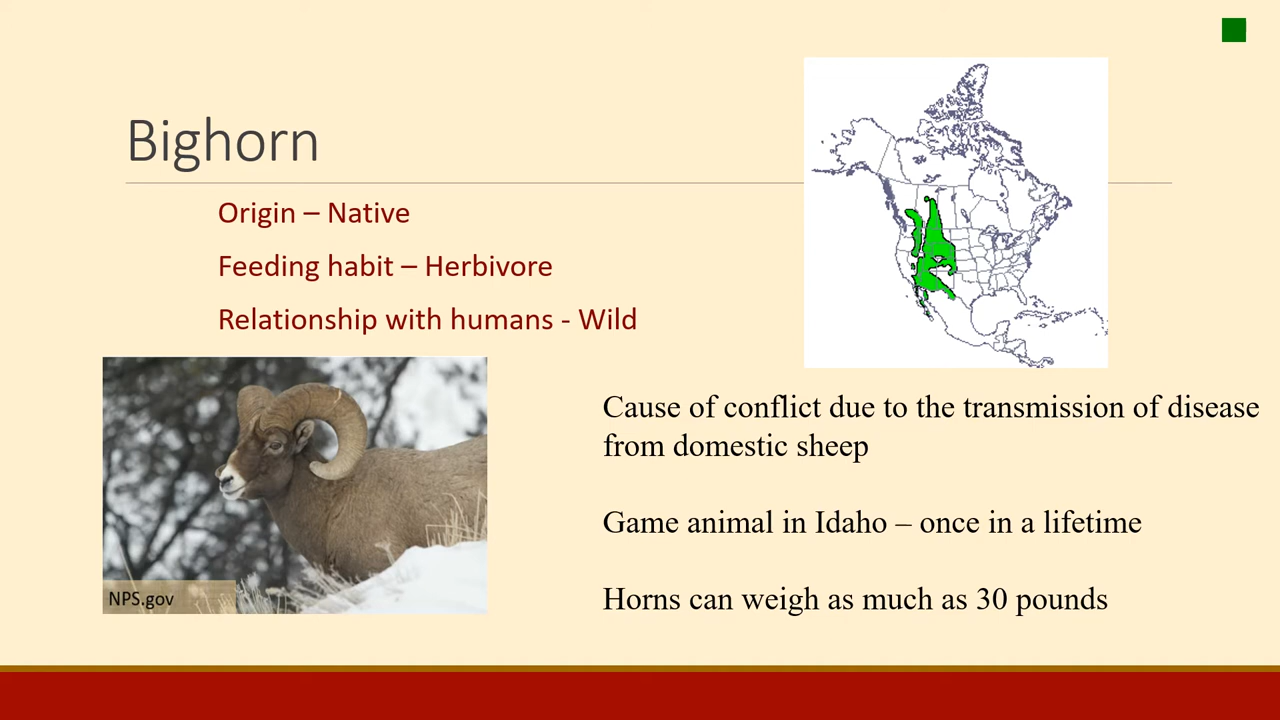 Bighorn
Origin – Native
Feeding habit – Herbivore
Relationship with humans - Wild
Cause of conflict due to the transmission of disease
from domestic sheep
Game animal in Idaho – once in a lifetime
Horns can weigh as much as 30 pounds
NPS.gov